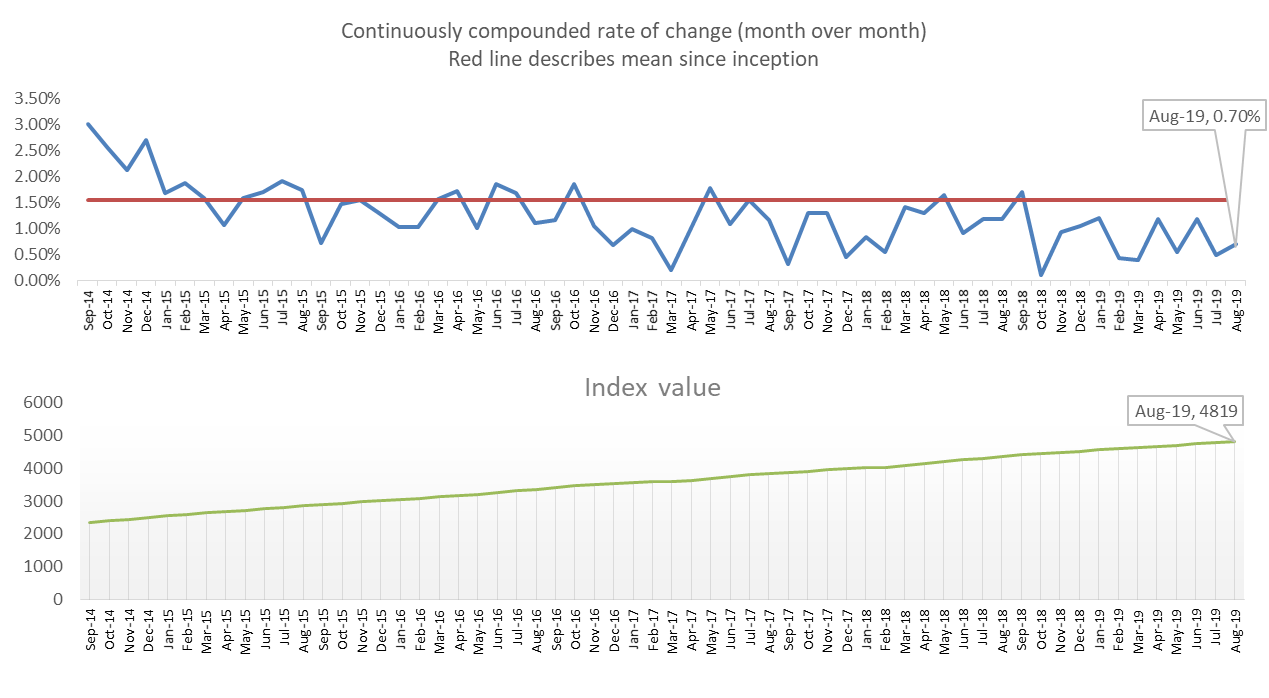 Continuously compounded rate of change (month over month)
Red line describes mean since inception
3.50%
3.00%
2.50%
2.00%
1.50%
1.00%
0.50%
0.00%
Aug-19, 0.70%
Sep-14 Oct-14 Nov-14 Dec-14 Jan-15 Feb-15 Mar-15 Apr-15 May-15 Jun-15 Jul-15 Aug-15 Sep-15 Oct-15 Nov-15 Dec-15 Jan-16 Feb-16 Mar-16 Apr-16 May-16 Jun-16 Jul-16 Aug-16 Sep-16 Oct-16 Nov-16 Dec-16 Jan-17 Feb-17 Mar-17 Apr-17 May-17 Jun-17 Jul-17 Aug-17 Sep-17 Oct-17 Nov-17 Dec-17 Jan-18 Feb-18 Mar-18 Apr-18 May-18 Jun-18 Jul-18 Aug-18 Sep-18 Oct-18 Nov-18 Dec-18 Jan-19 Feb-19 Mar-19 Apr-19 May-19 Jun-19 Jul-19 Aug-19
Index value
6000
5000
4000
3000
2000
1000
0
Aug-19, 4819
Sep-14 Oct-14 Nov-14 Dec-14 Jan-15 Feb-15 Mar-15 Apr-15 May-15 Jun-15 Jul-15 Aug-15 Sep-15 Oct-15 Nov-15 Dec-15 Jan-16 Feb-16 Mar-16 Apr-16 May-16 Jun-16 Jul-16 Aug-16 Sep-16 Oct-16 Nov-16 Dec-16 Jan-17 Feb-17 Mar-17 Apr-17 May-17 Jun-17 Jul-17 Aug-17 Sep-17 Oct-17 Nov-17 Dec-17 Jan-18 Feb-18 Mar-18 Apr-18 May-18 Jun-18 Jul-18 Aug-18 Sep-18 Oct-18 Nov-18 Dec-18 Jan-19 Feb-19 Mar-19 Apr-19 May-19 Jun-19 Jul-19 Aug-19